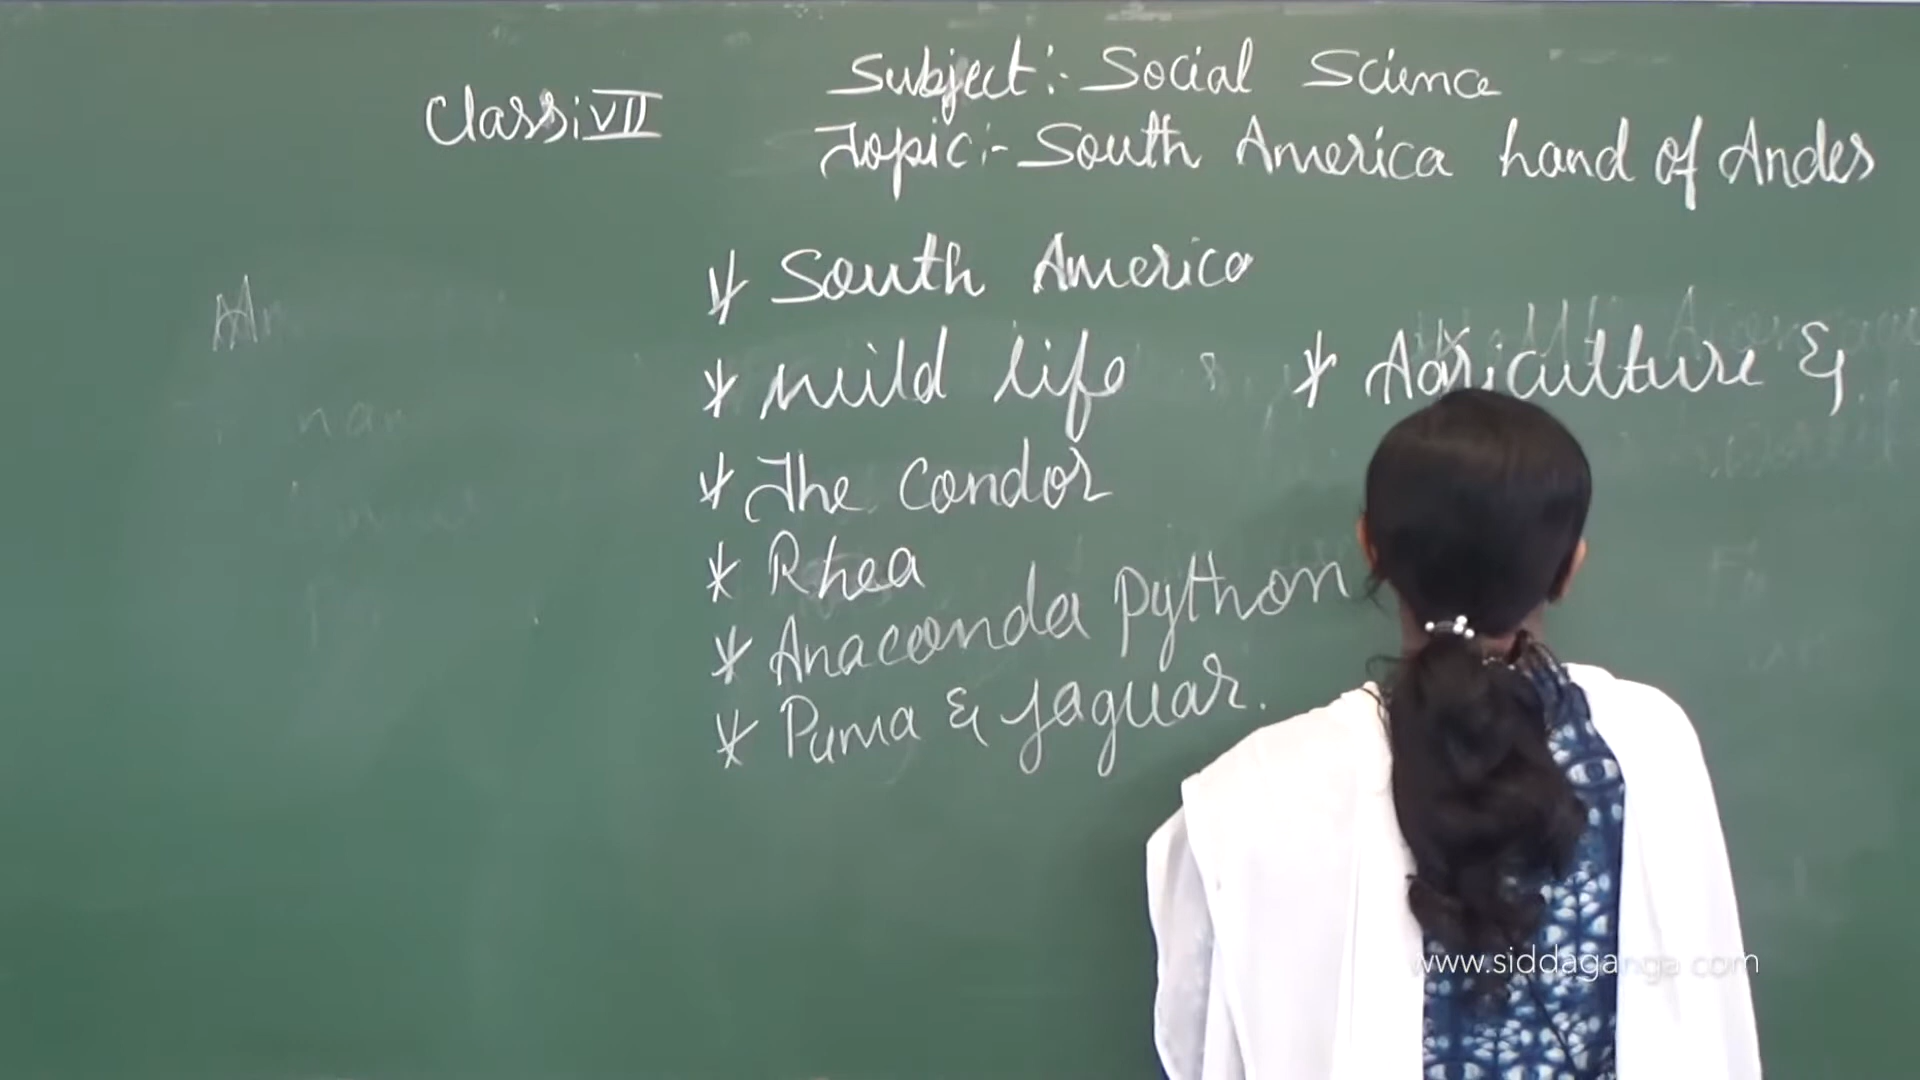 Class: VII
Subject:- Social Science
Topic:- South America Land of Andes
* South America
* wild life
* The Condor
* Rhea
* Anaconda Python
* Puma & Jaguar.
* Agriculture &
www.siddaganga.com